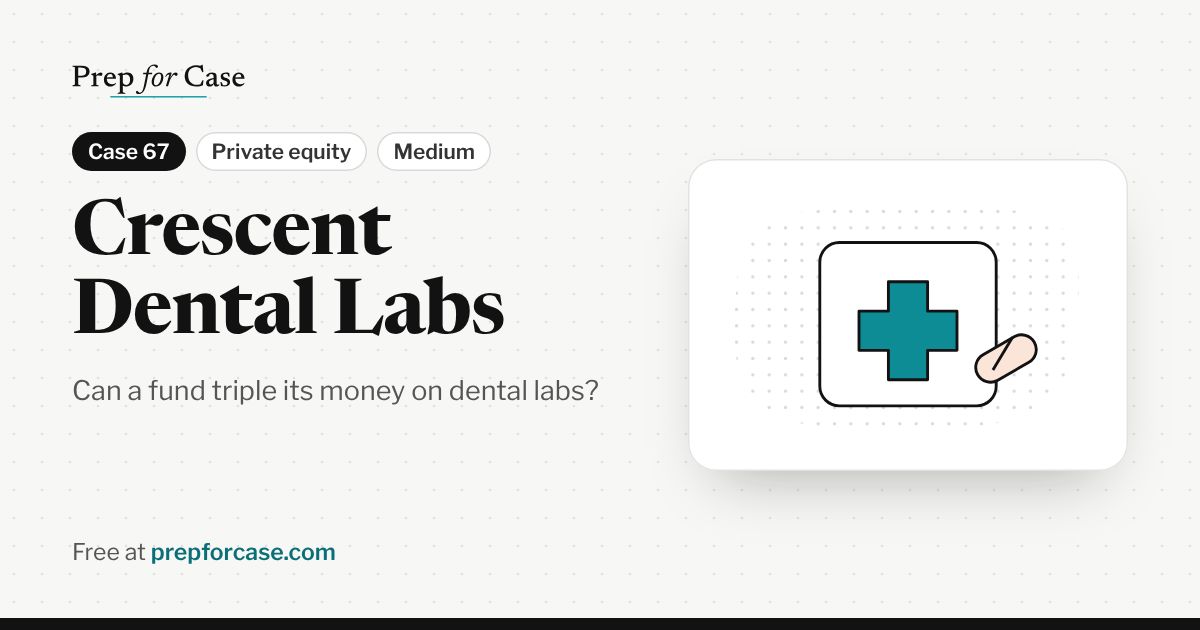 Prep for Case
Case 67
Private equity
Medium
Crescent
Dental Labs
Can a fund triple its money on dental labs?
Free at prepforcase.com